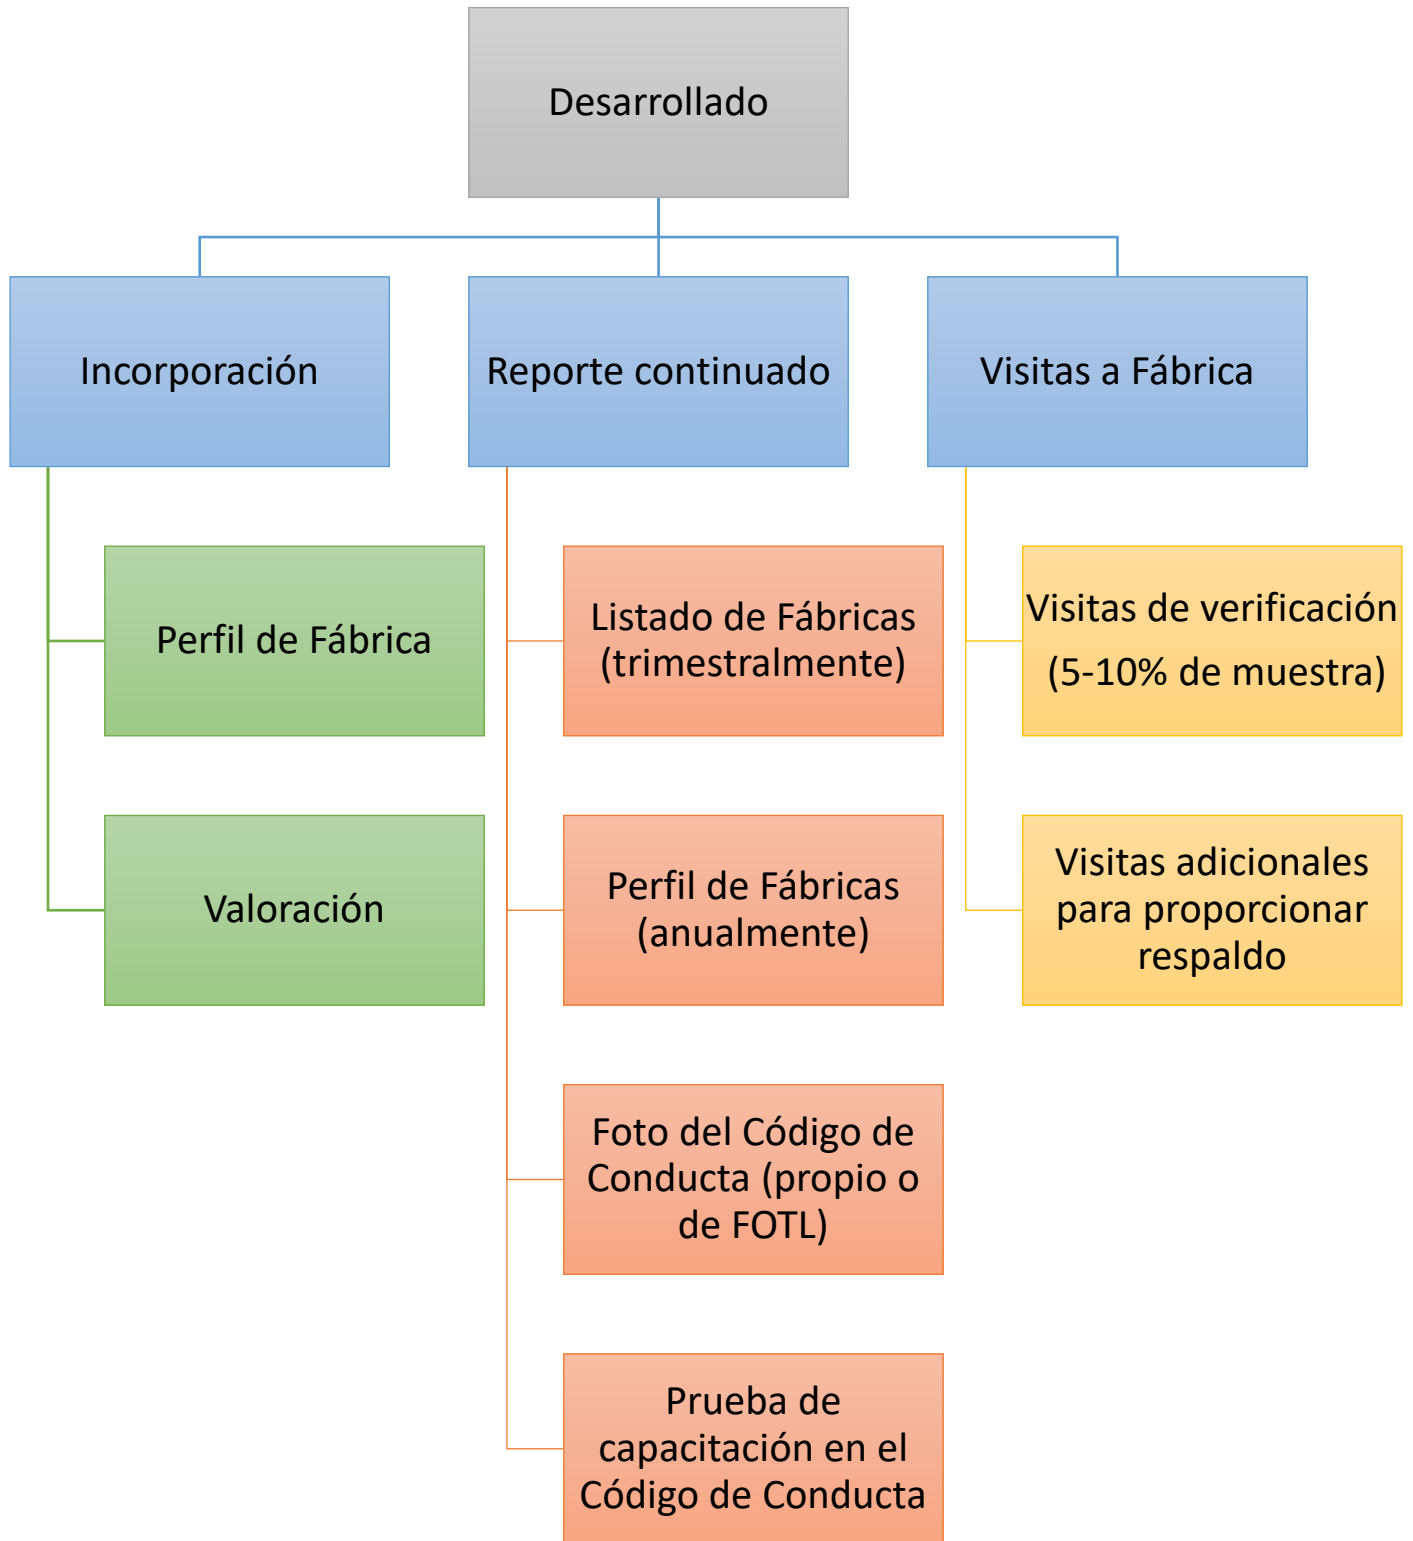 Desarrollado
Incorporación
Reporte continuado
Visitas a Fábrica
Perfil de Fábrica
Valoración
Listado de Fábricas
(trimestralmente)
Perfil de Fábricas
(anualmente)
Foto del Código de
Conducta (propio o
de FOTL)
Prueba de
capacitación en el
Código de Conducta
Visitas de verificación
(5-10% de muestra)
Visitas adicionales
para proporcionar
respaldo